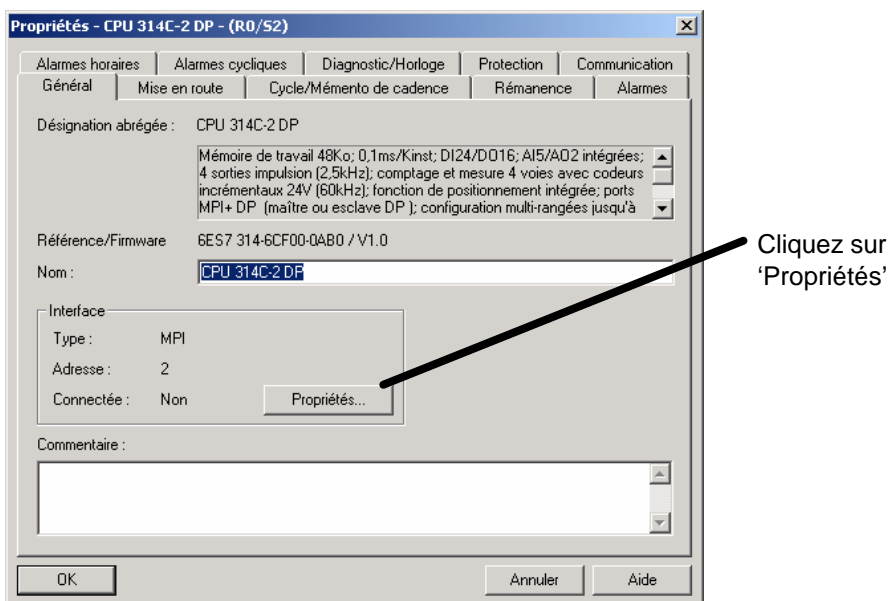 Propriétés - CPU 314C-2 DP - (R0/S2)
Alarmes horaires Alarmes cycliques Diagnostic/Horloge Protection Communication
Général Mise en route Cycle/Mémento de cadence Rémanence Alarmes
Désignation abrégée : CPU 314C-2 DP
Mémoire de travail 48Ko; 0,1ms/Kinst; DI24/DO16; AI5/AO2 intégrées;
4 sorties impulsion (2,5kHz); comptage et
mesure 4 voies avec codeurs
incrémentaux 24V (60kHz); fonction de positionnement intégrée; ports
MPI+ DP (maître ou esclave DP ); configuration multi-rangées jusqu'à
Référence/Firmware 6ES7 314-6CF00-0AB0 / V1.0
Nom : CPU 314C-2 DP
Interface
Type : MPI
Adresse : 2
Connectée : Non Propriétés...
Commentaire :
OK Annuler Aide
Cliquez sur
‘Propriétés’